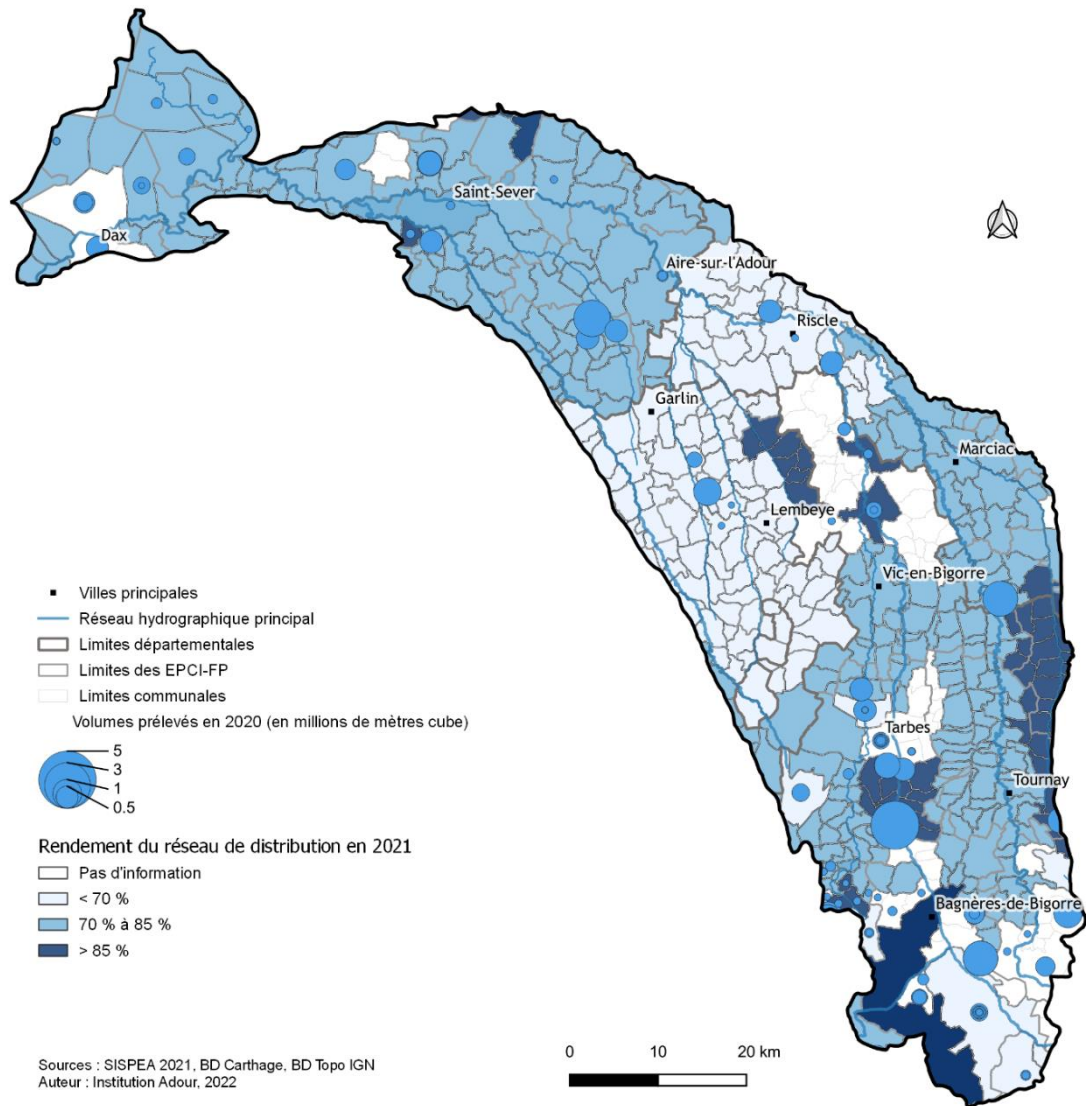 Saint-Sever
Dax
Aire-sur-l'Adour
Riscle
Garlin
Marciac
Lembeye
Vic-en-Bigorre
Tarbes
Tournay
Bagnères-de-Bigorre
Villes principales
Réseau hydrographique principal
Limites départementales
Limites des EPCI-FP
Limites communales
Volumes prélevés en 2020 (en millions de mètres cube)
5
3
1
0.5
Rendement du réseau de distribution en 2021
Pas d'information
< 70 %
70 % à 85 %
> 85 %
Sources : SISPEA 2021, BD Carthage, BD Topo IGN
Auteur : Institution Adour, 2022
0 10 20 km